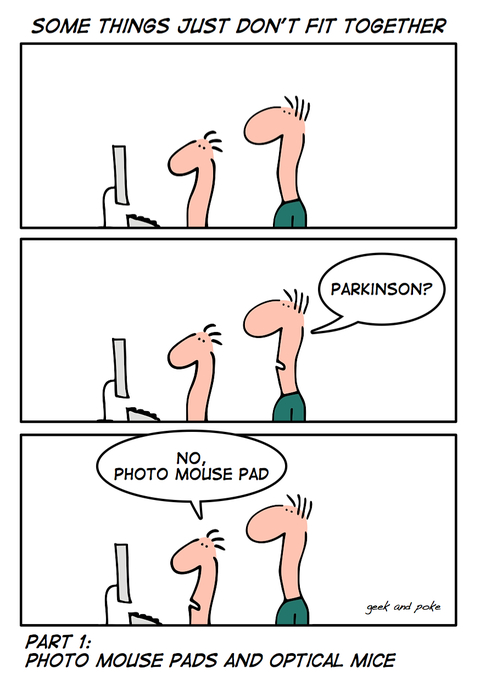 SOME THINGS JUST DON'T FIT TOGETHER
PARKINSON?
NO,
PHOTO MOUSE PAD
geek and poke
PART 1:
PHOTO MOUSE PADS AND OPTICAL MICE